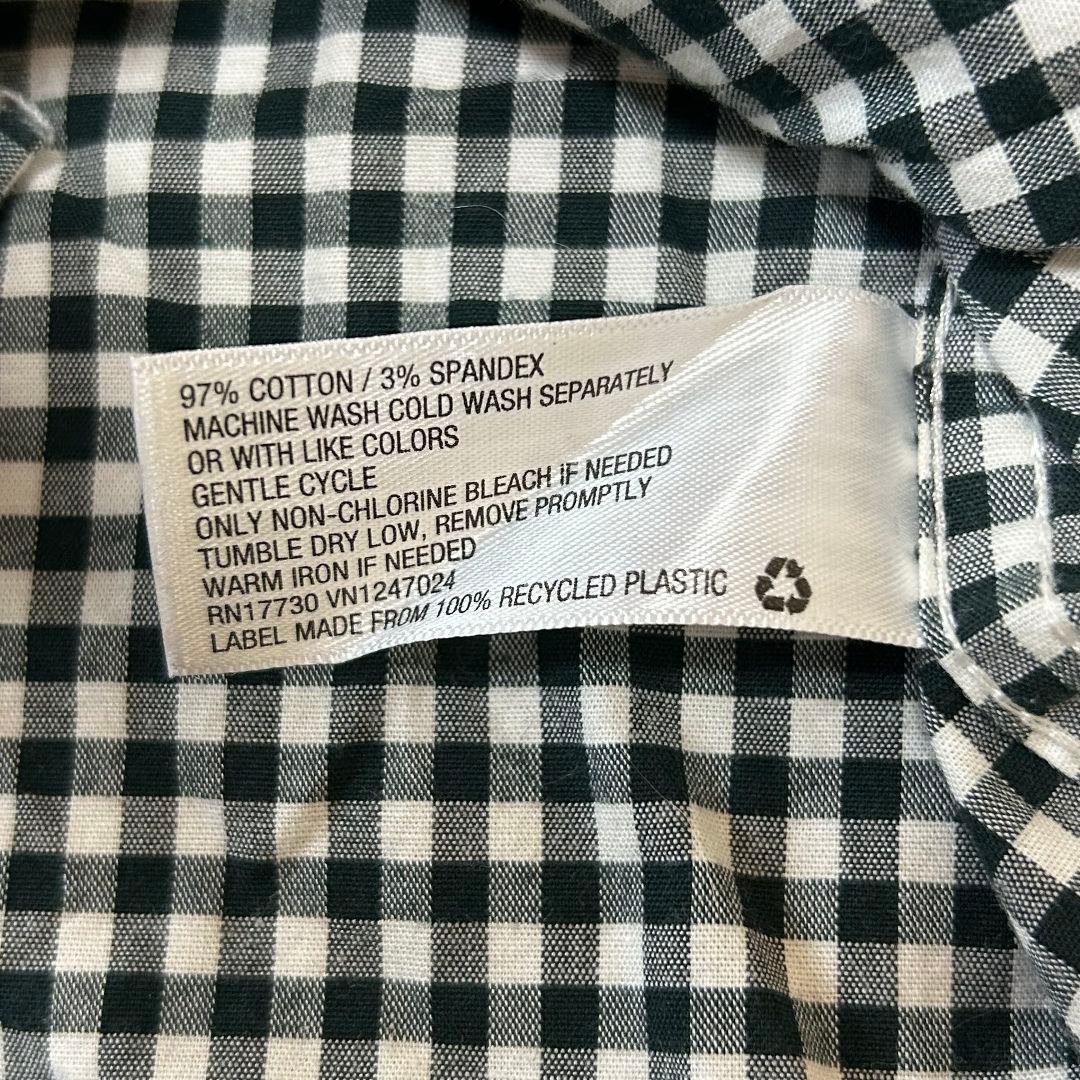 97% COTTON / 3% SPANDEX
MACHINE WASH COLD WASH SEPARATELY
OR WITH LIKE COLORS
GENTLE CYCLE
ONLY NON-CHLORINE BLEACH IF NEEDED
TUMBLE DRY LOW, REMOVE PROMPTLY
WARM IRON IF NEEDED
RN17730 VN1247024
LABEL MADE FROM 100% RECYCLED PLASTIC